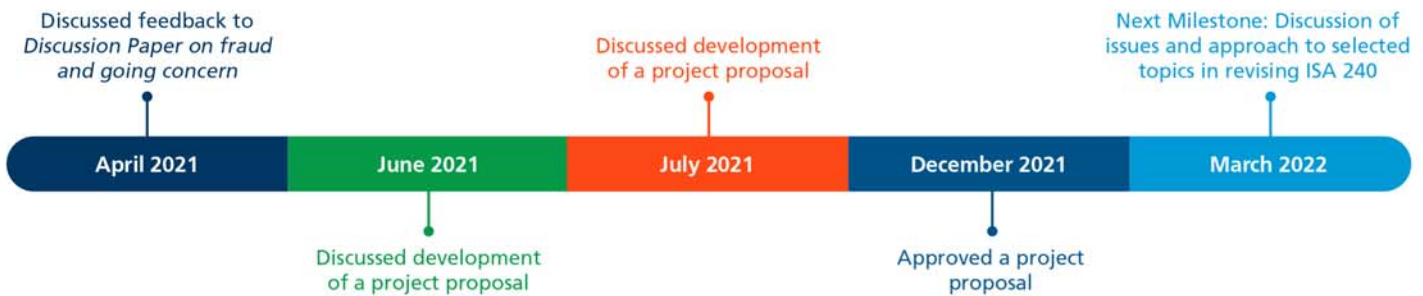 Discussed feedback to
Discussion Paper on fraud
and going concern
Discussed development
of a project proposal
Next Milestone: Discussion of
issues and approach to selected
topics in revising ISA 240
April 2021
June 2021
July 2021
December 2021
March 2022
Discussed development
of a project proposal
Approved a project
proposal